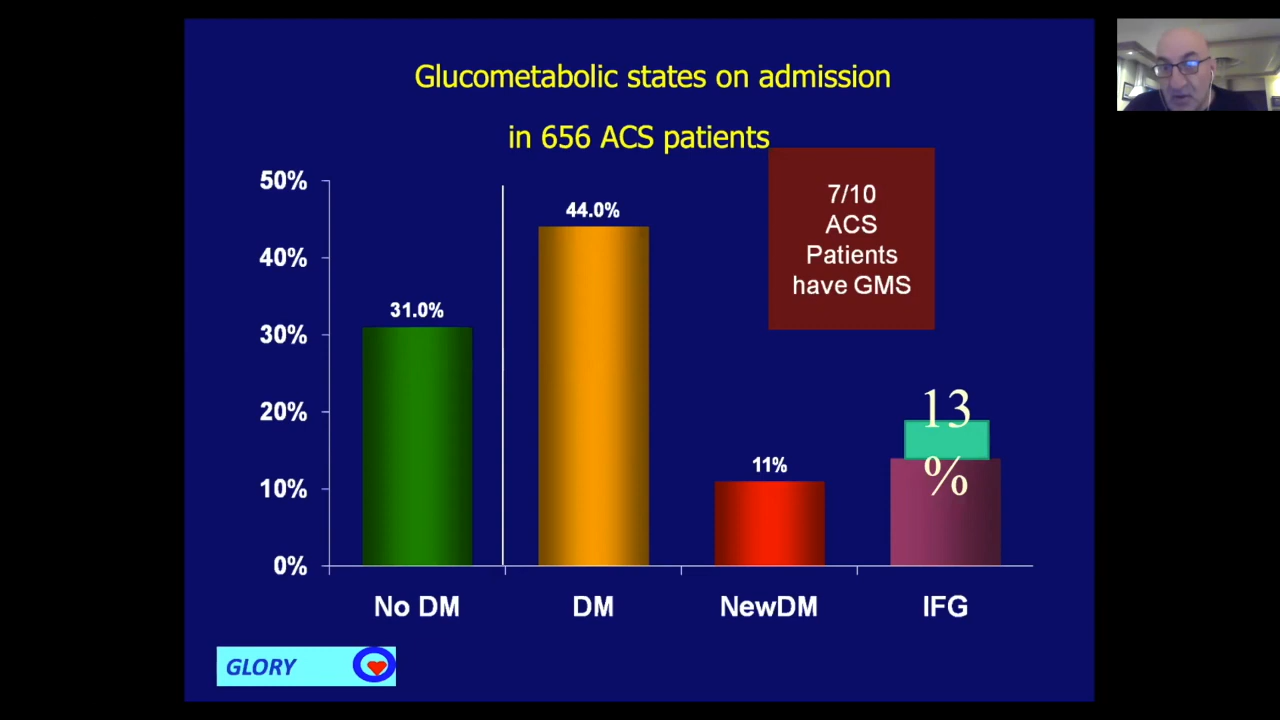 Glucometabolic states on admission
in 656 ACS patients
7/10
ACS
Patients
have GMS
50%
40%
30%
20%
10%
0%
31.0%
44.0%
11%
13
%
No DM
DM
NewDM
IFG
GLORY